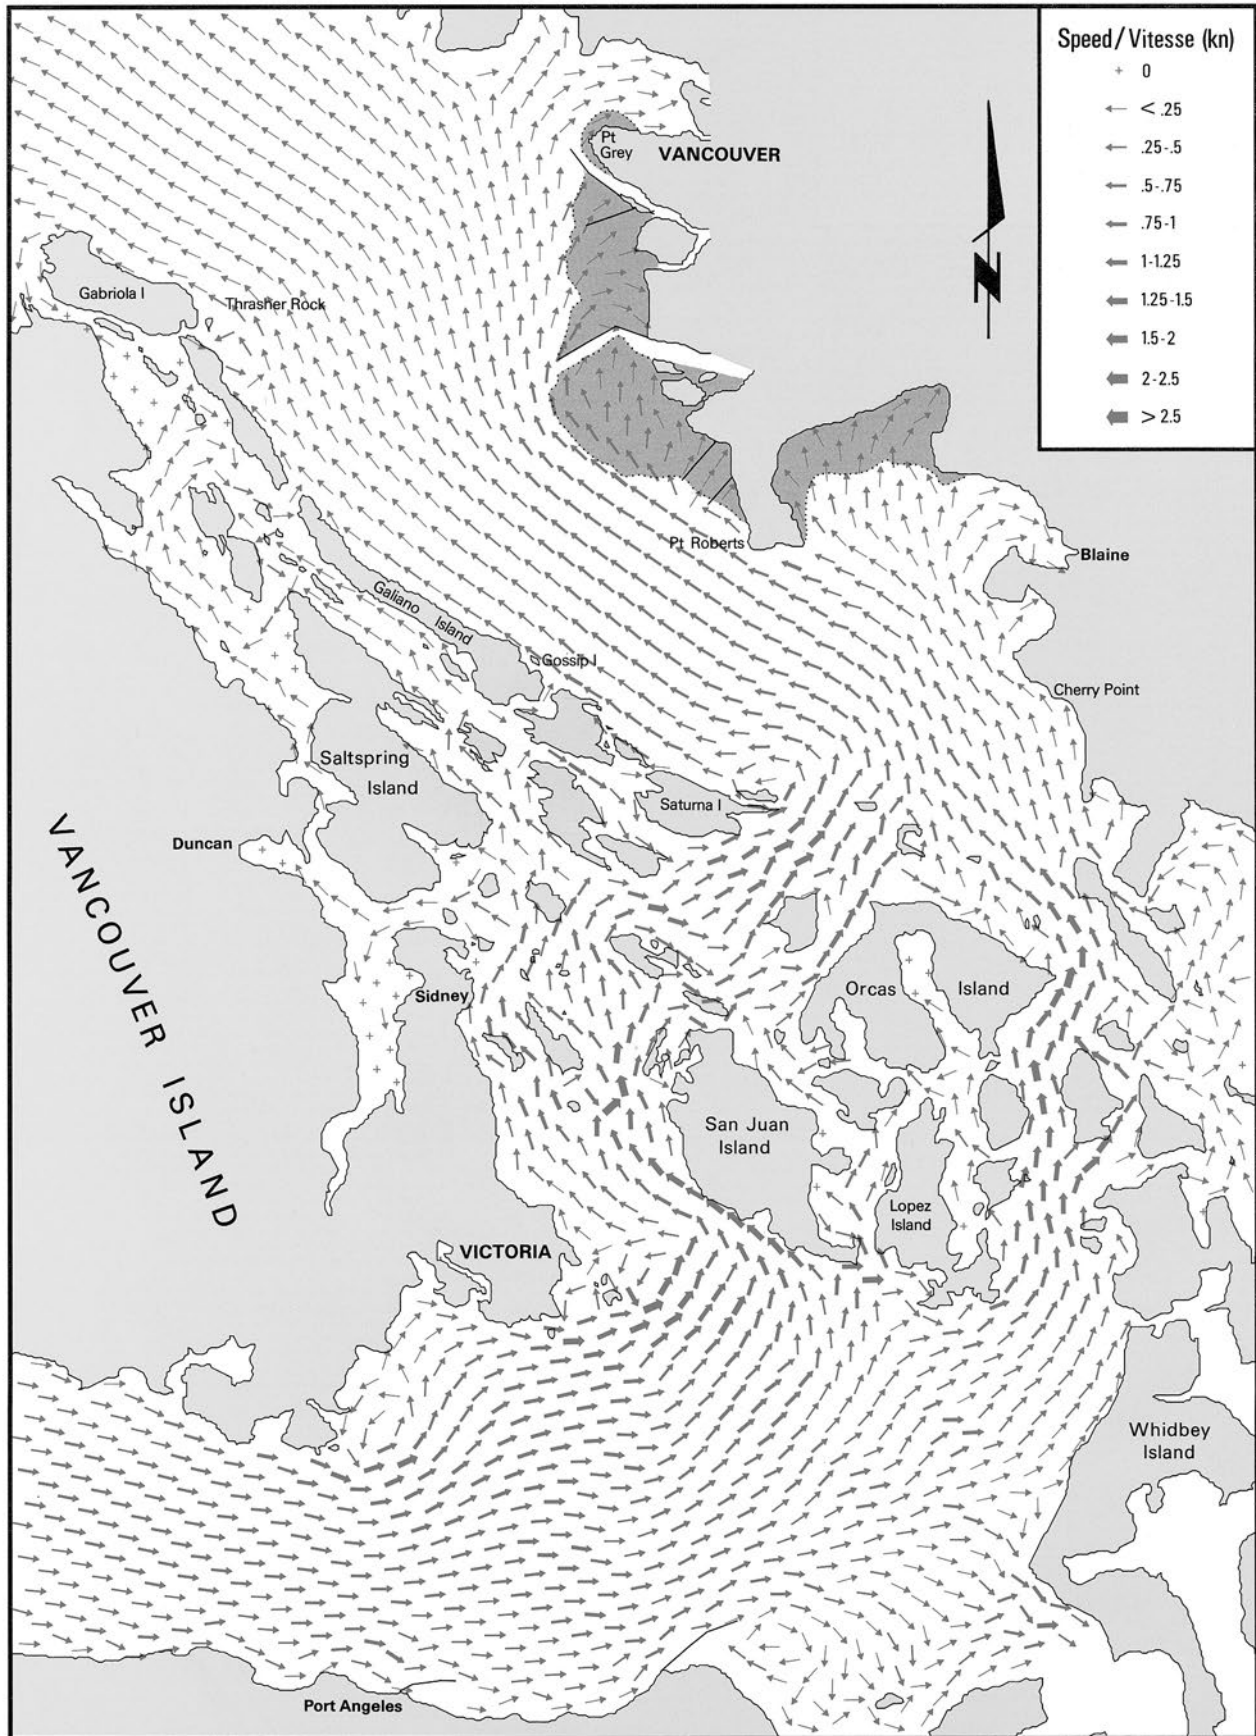 Speed/Vitesse (kn)
0
< .25
.25-.5
.5-.75
.75-1
1-1.25
1.25-1.5
1.5-2
2-2.5
> 2.5
N
Pt
Grey
VANCOUVER
Gabriola I
Thrasher Rock
Pt Roberts
Blaine
Galiano
Island
Gossip I
Cherry Point
Saltspring
Island
Saturna I
Duncan
VANCOUVER ISLAND
Orcas Island
Sidney
San Juan
Island
Lopez
Island
VICTORIA
Whidbey
Island
Port Angeles